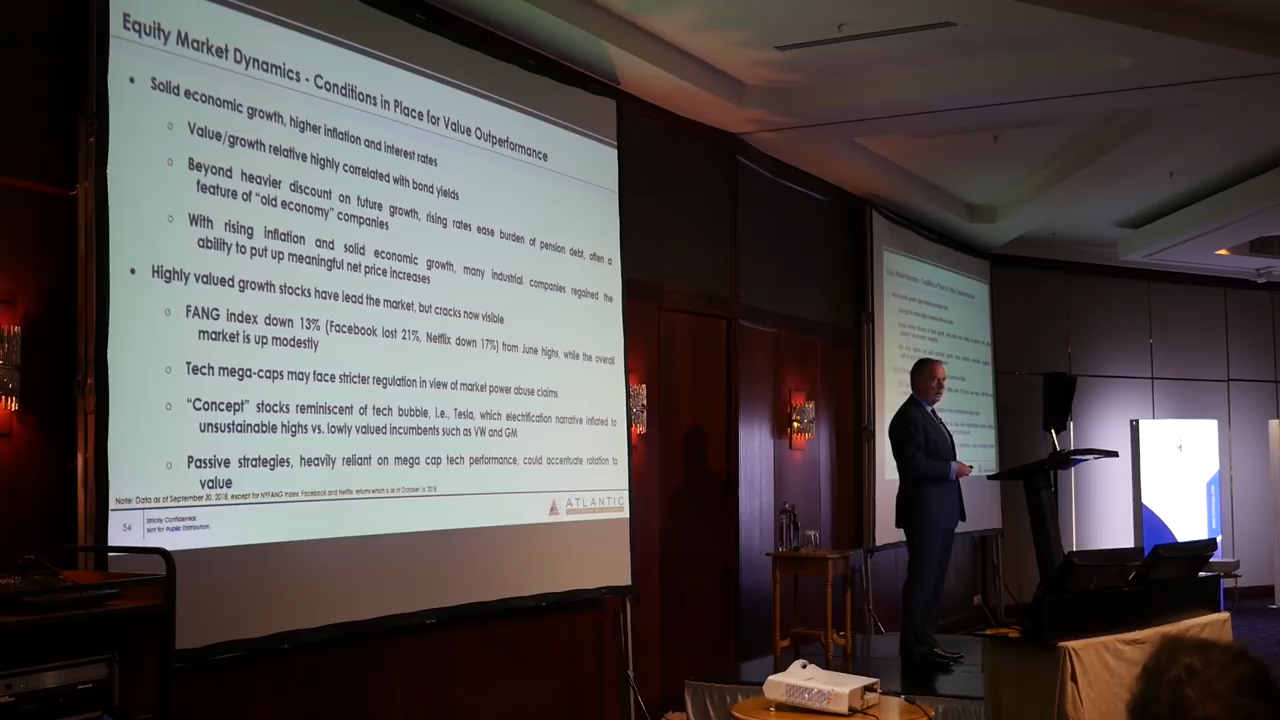 Equity Market Dynamics - Conditions in Place for Value Outperformance
• Solid economic growth, higher inflation and interest rates
○ Value/growth relative highly correlated with bond yields
○ Beyond heavier discount on future growth, rising rates ease burden of pension debt, often a
feature of "old economy" companies
○ With rising inflation and solid economic growth, many industrial companies regained the
ability to put up meaningful net price increases
• Highly valued growth stocks have lead the market, but cracks now visible
○ FANG index down 13% (Facebook lost 21%, Netflix down 17%) from June highs, while the overall
market is up modestly
○ Tech mega-caps may face stricter regulation in view of market power abuse claims
○ "Concept" stocks reminiscent of tech bubble, i.e., Tesla, which electrification narrative inflated to
unsustainable highs vs. lowly valued incumbents such as VW and GM
○ Passive strategies, heavily reliant on mega cap tech performance, could accentuate rotation to
value
Note: Data as of September 30, 2018, except for NYFANG Index, Facebook and Netflix returns which is as of October 16, 2018
54
Strictly Confidential.
Not for Public Distribution.
ATLANTIC